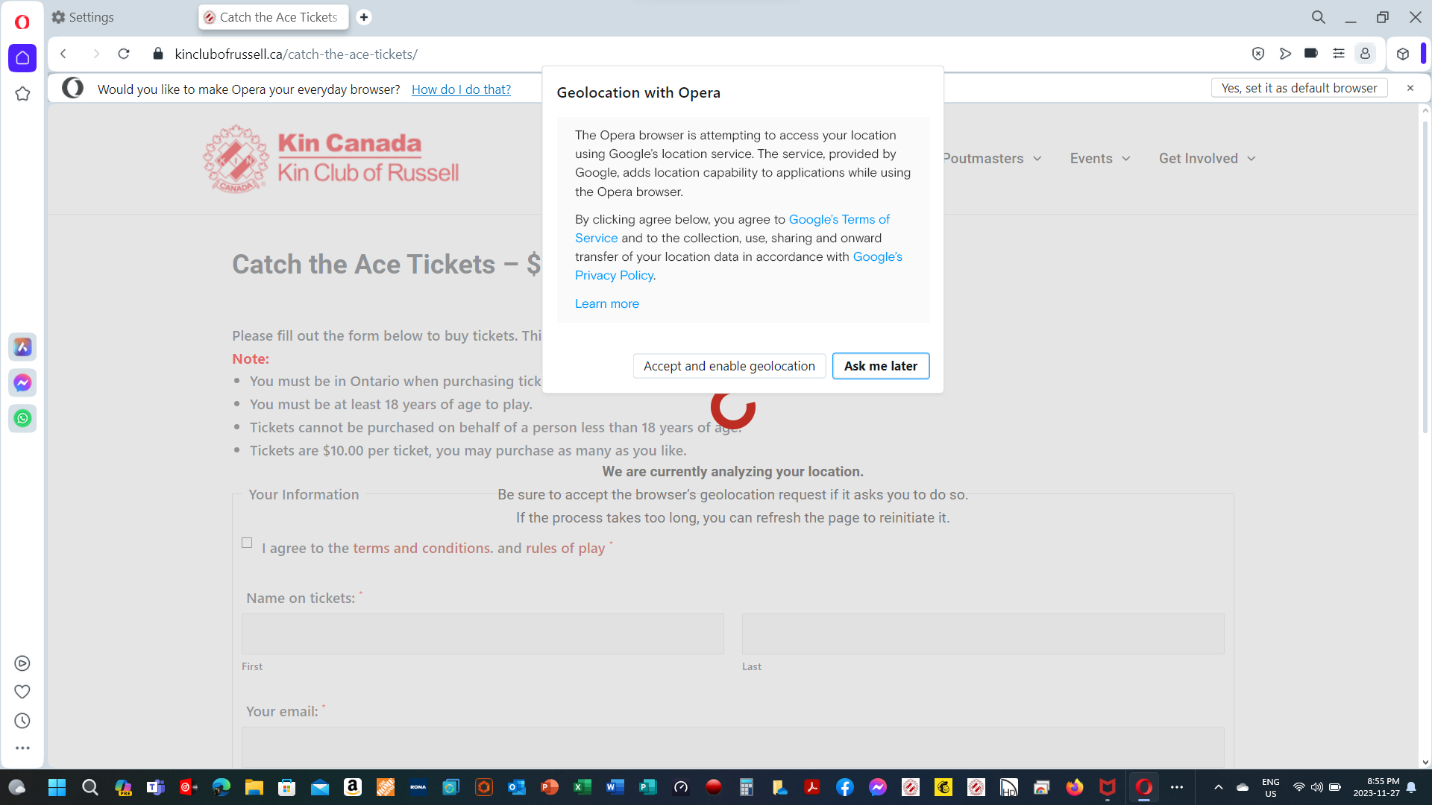 Settings
Catch the Ace Tickets
kinclubofrussell.ca/catch-the-ace-tickets/
Would you like to make Opera your everyday browser? How do I do that?
Yes, set it as default browser
Geolocation with Opera
The Opera browser is attempting to access your location
using Google's location service. The service, provided by
Google, adds location capability to applications while using
the Opera browser.
By clicking agree below, you agree to Google's Terms of
Service and to the collection, use, sharing and onward
transfer of your location data in accordance with Google's
Privacy Policy.
Learn more
Accept and enable geolocation
Ask me later
Kin Canada
Kin Club of Russell
CANADA
Poutmasters
Events
Get Involved
Catch the Ace Tickets – $
Please fill out the form below to buy tickets. Thi
Note:
You must be in Ontario when purchasing tick
You must be at least 18 years of age to play.
Tickets cannot be purchased on behalf of a person less than 18 years of age.
Tickets are $10.00 per ticket, you may purchase as many as you like.
We are currently analyzing your location.
Be sure to accept the browser's geolocation request if it asks you to do so.
If the process takes too long, you can refresh the page to reinitiate it.
Your Information
I agree to the terms and conditions. and rules of play *
Name on tickets: *
First
Last
Your email: *
RONA
ENG
US
8:55 PM
2023-11-27